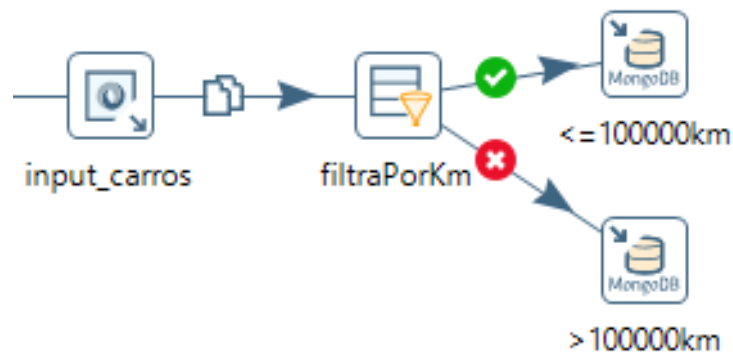 MongoDB
<=100000km
input_carros
filtraPorKm
MongoDB
>100000km